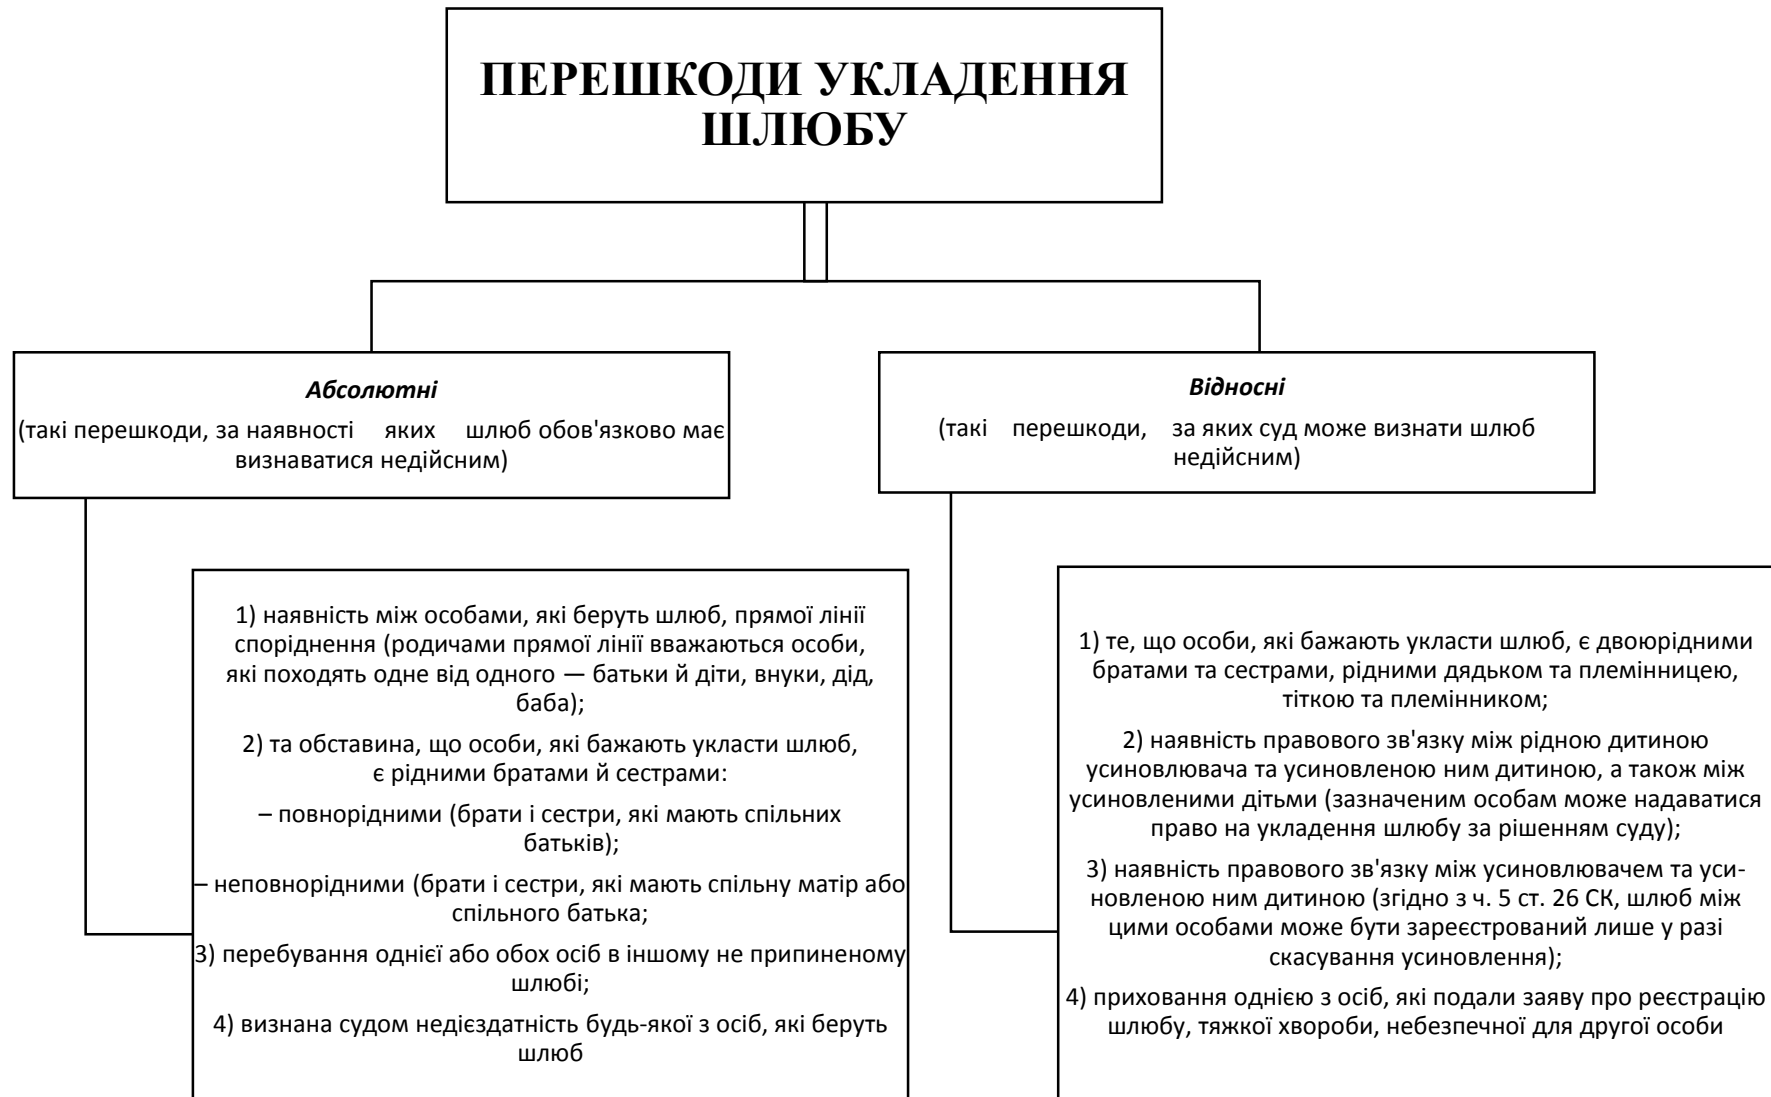 ПЕРЕШКОДИ УКЛАДЕННЯ
ШЛЮБУ
Абсолютні
(такі перешкоди, за наявності яких шлюб обов'язково має
визнаватися недійсним)
Відносні
(такі перешкоди, за яких суд може визнати шлюб
недійсним)
1) наявність між особами, які беруть шлюб, прямої лінії
споріднення (родичами прямої лінії вважаються особи,
які походять одне від одного — батьки й діти, внуки, дід,
баба);
2) та обставина, що особи, які бажають укласти шлюб,
є рідними братами й сестрами:
– повнорідними (брати і сестри, які мають спільних
батьків);
– неповнорідними (брати і сестри, які мають спільну матір або
спільного батька;
3) перебування однієї або обох осіб в іншому не припиненому
шлюбі;
4) визнана судом недієздатність будь-якої з осіб, які беруть
шлюб
1) те, що особи, які бажають укласти шлюб, є двоюрідними
братами та сестрами, рідними дядьком та племінницею,
тіткою та племінником;
2) наявність правового зв'язку між рідною дитиною
усиновлювача та усиновленою ним дитиною, а також між
усиновленими дітьми (зазначеним особам може надаватися
право на укладення шлюбу за рішенням суду);
3) наявність правового зв'язку між усиновлювачем та уси-
новленою ним дитиною (згідно з ч. 5 ст. 26 СК, шлюб між
цими особами може бути зареєстрований лише у разі
скасування усиновлення);
4) приховання однією з осіб, які подали заяву про реєстрацію
шлюбу, тяжкої хвороби, небезпечної для другої особи